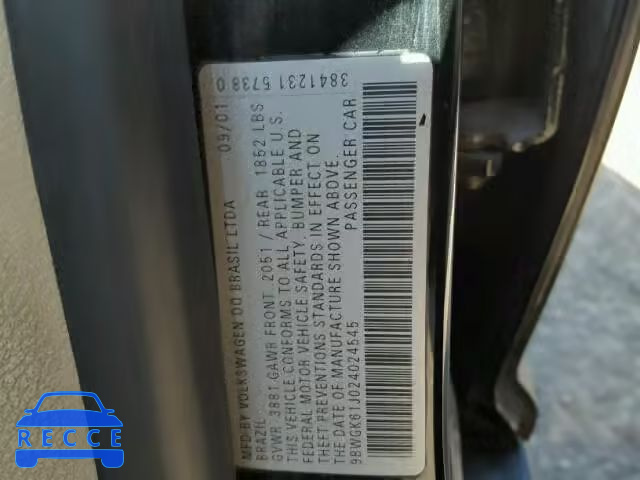 MFD BY VOLKSWAGEN DO BRASIL LTDA 09/01
BRAZIL
GVWR 3881 GAWR FRONT 2051 / REAR 1852 LBS
THIS VEHICLE CONFORMS TO ALL APPLICABLE U.S.
FEDERAL MOTOR VEHICLE SAFETY, BUMPER AND
THEFT PREVENTIONS STANDARDS IN EFFECT ON
THE DATE OF MANUFACTURE SHOWN ABOVE.
9BWGK61J024024545 PASSENGER CAR
3841231 5738 0
RECCE